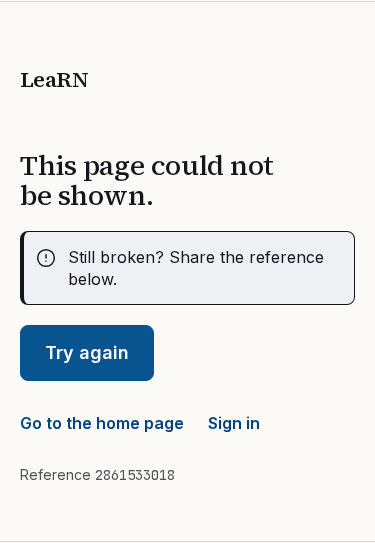 LeaRN
This page could not
be shown.
Still broken? Share the reference
below.
Try again
Go to the home page Sign in
Reference 2861533018